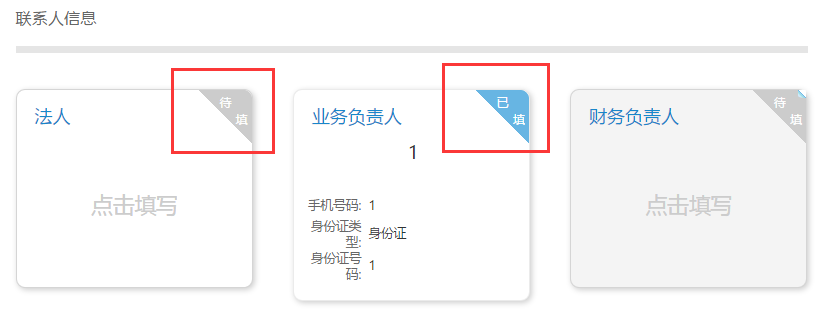 联系人信息
法人
待填
点击填写
业务负责人
已填
1
手机号码: 1
身份证类
型: 身份证
身份证号
码: 1
财务负责人
待填
点击填写